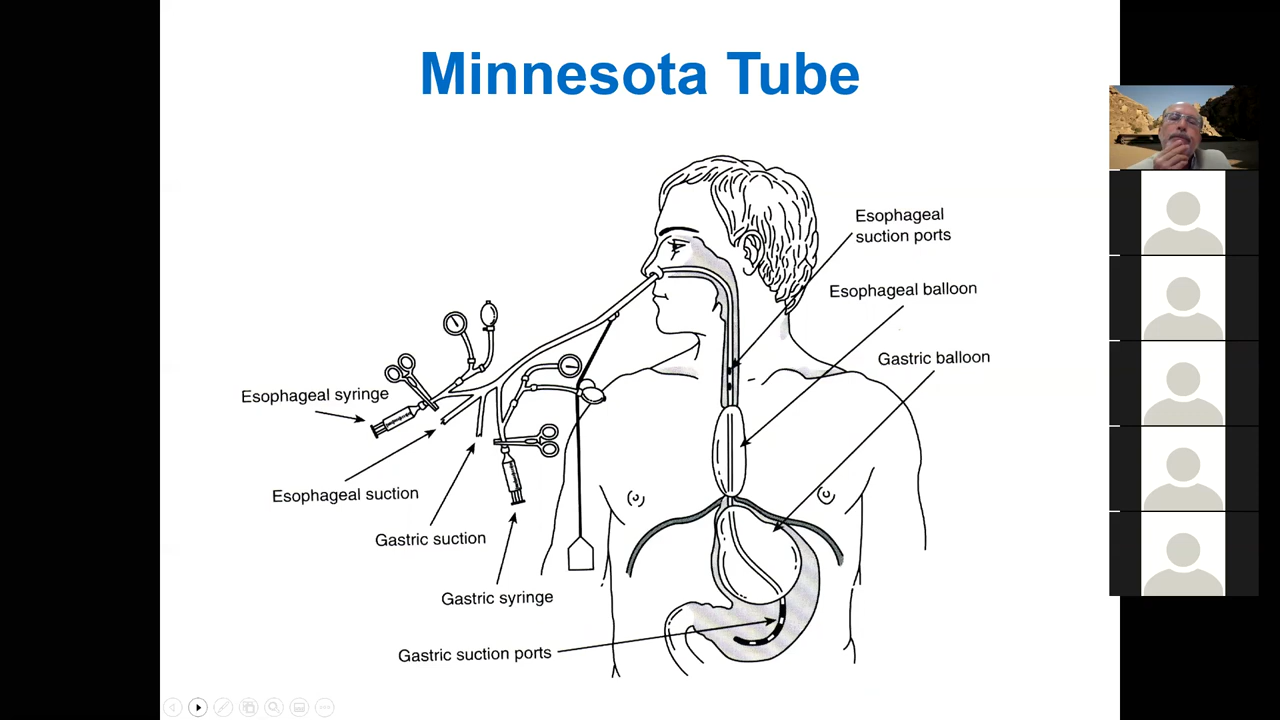 Minnesota Tube
Esophageal
suction ports
Esophageal balloon
Gastric balloon
Esophageal syringe
Esophageal suction
Gastric suction
Gastric syringe
Gastric suction ports